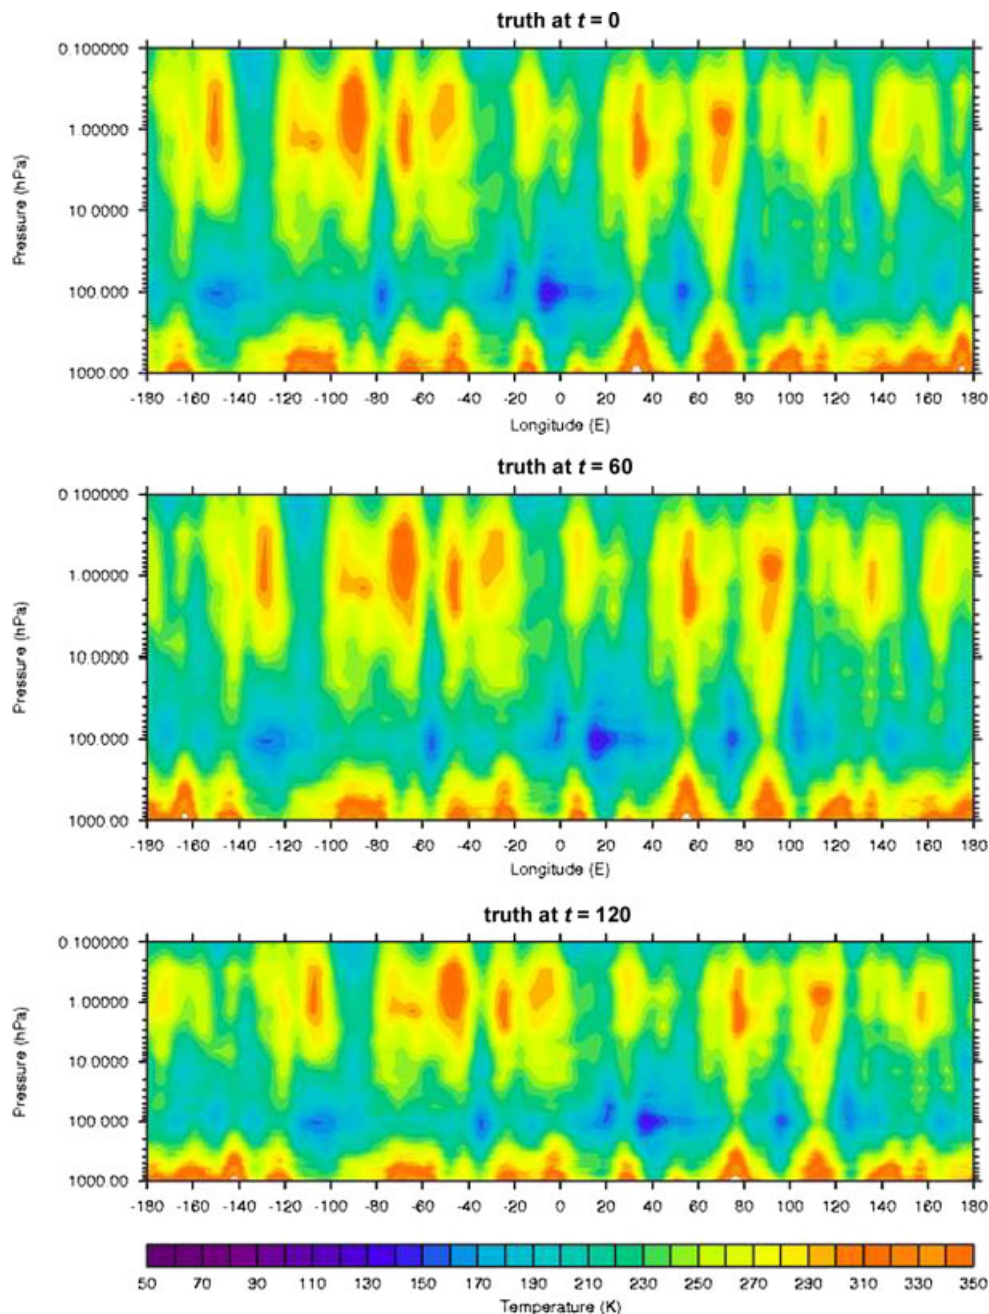 truth at t = 0
0.100000
1.00000
10.0000
100.000
1000.00
Pressure (hPa)
-180 -160 -140 -120 -100 -80 -60 -40 -20 0 20 40 60 80 100 120 140 160 180
Longitude (E)
truth at t = 60
0.100000
1.00000
10.0000
100.000
1000.00
Pressure (hPa)
-180 -160 -140 -120 -100 -80 -60 -40 -20 0 20 40 60 80 100 120 140 160 180
Longitude (E)
truth at t = 120
0.100000
1.00000
10.0000
100.000
1000.00
Pressure (hPa)
-180 -160 -140 -120 -100 -80 -60 -40 -20 0 20 40 60 80 100 120 140 160 180
50 70 90 110 130 150 170 190 210 230 250 270 290 310 330 350
Temperature (K)